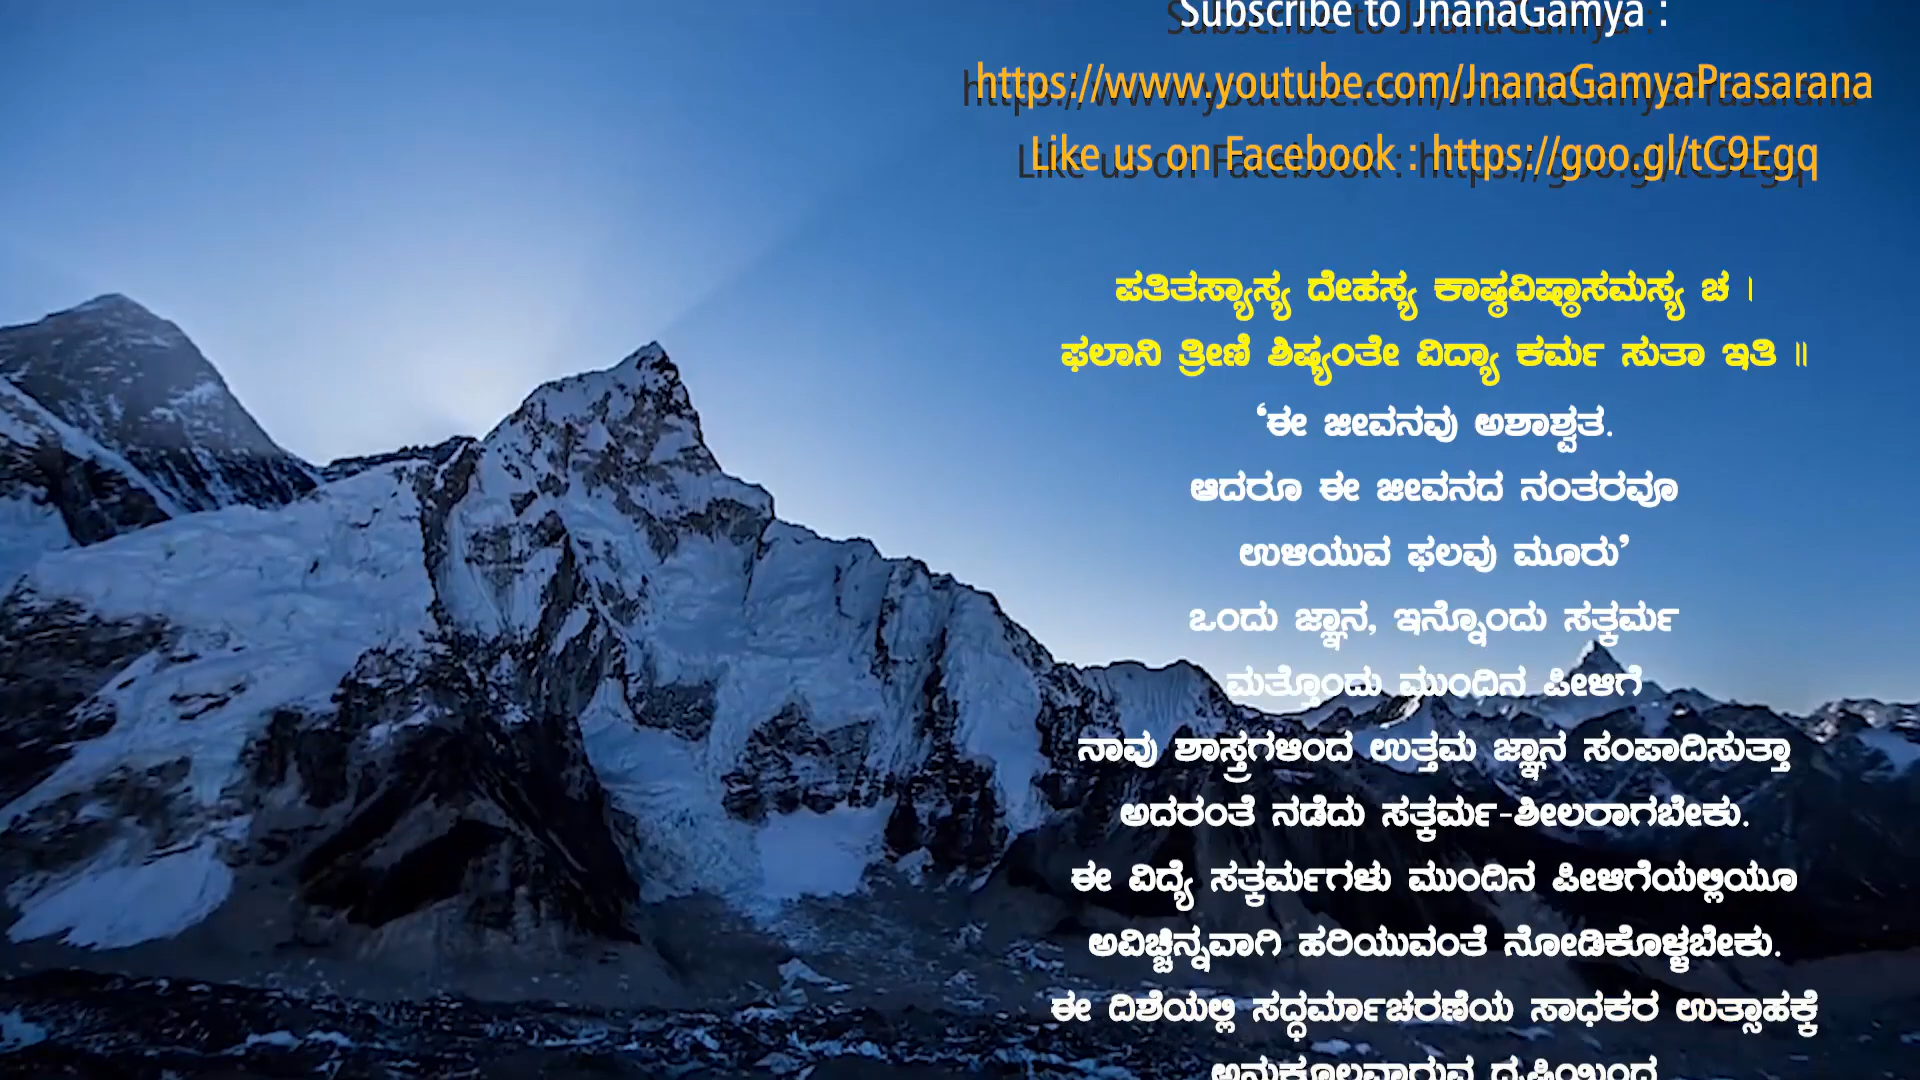 Subscribe to JnanaGamya :
https://www.youtube.com/JnanaGamyaPrasarana
Like us on Facebook : https://goo.gl/tC9Egq
ಪತಿತಸ್ಯಾಸ್ಯ ದೇಹಸ್ಯ ಕಾಷ್ಠವಿಷ್ಠಾಸಮಸ್ಯ ಚ ।
ಫಲಾನಿ ತ್ರೀಣಿ ಶಿಷ್ಯಂತೇ ವಿದ್ಯಾ ಕರ್ಮ ಸುತಾ ಇತಿ ॥
‘ಈ ಜೀವನವು ಅಶಾಶ್ವತ.
ಆದರೂ ಈ ಜೀವನದ ನಂತರವೂ
ಉಳಿಯುವ ಫಲವು ಮೂರು’
ಒಂದು ಜ್ಞಾನ, ಇನ್ನೊಂದು ಸತ್ಕರ್ಮ
ಮತ್ತೊಂದು ಮುಂದಿನ ಪೀಳಿಗೆ
ನಾವು ಶಾಸ್ತ್ರಗಳಿಂದ ಉತ್ತಮ ಜ್ಞಾನ ಸಂಪಾದಿಸುತ್ತಾ
ಅದರಂತೆ ನಡೆದು ಸತ್ಕರ್ಮ-ಶೀಲರಾಗಬೇಕು.
ಈ ವಿದ್ಯೆ ಸತ್ಕರ್ಮಗಳು ಮುಂದಿನ ಪೀಳಿಗೆಯಲ್ಲಿಯೂ
ಅವಿಚ್ಛಿನ್ನವಾಗಿ ಹರಿಯುವಂತೆ ನೋಡಿಕೊಳ್ಳಬೇಕು.
ಈ ದಿಶೆಯಲ್ಲಿ ಸದ್ಧರ್ಮಾಚರಣೆಯ ಸಾಧಕರ ಉತ್ಸಾಹಕ್ಕೆ
ಅನುಕೂಲವಾಗುವ ದೃಷ್ಟಿಯಿಂದ